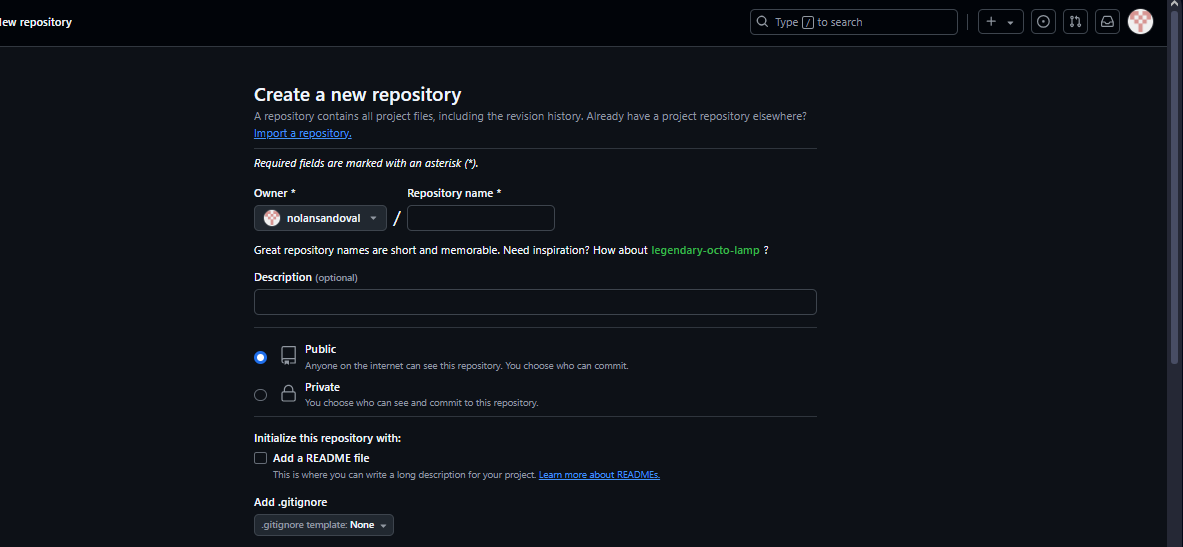 New repository
Type / to search
Create a new repository
A repository contains all project files, including the revision history. Already have a project repository elsewhere?
Import a repository.
Required fields are marked with an asterisk (*).
Owner *
Repository name *
nolansandoval
/
Great repository names are short and memorable. Need inspiration? How about legendary-octo-lamp ?
Description (optional)
Public
Anyone on the internet can see this repository. You choose who can commit.
Private
You choose who can see and commit to this repository.
Initialize this repository with:
Add a README file
This is where you can write a long description for your project. Learn more about READMEs.
Add .gitignore
.gitignore template: None